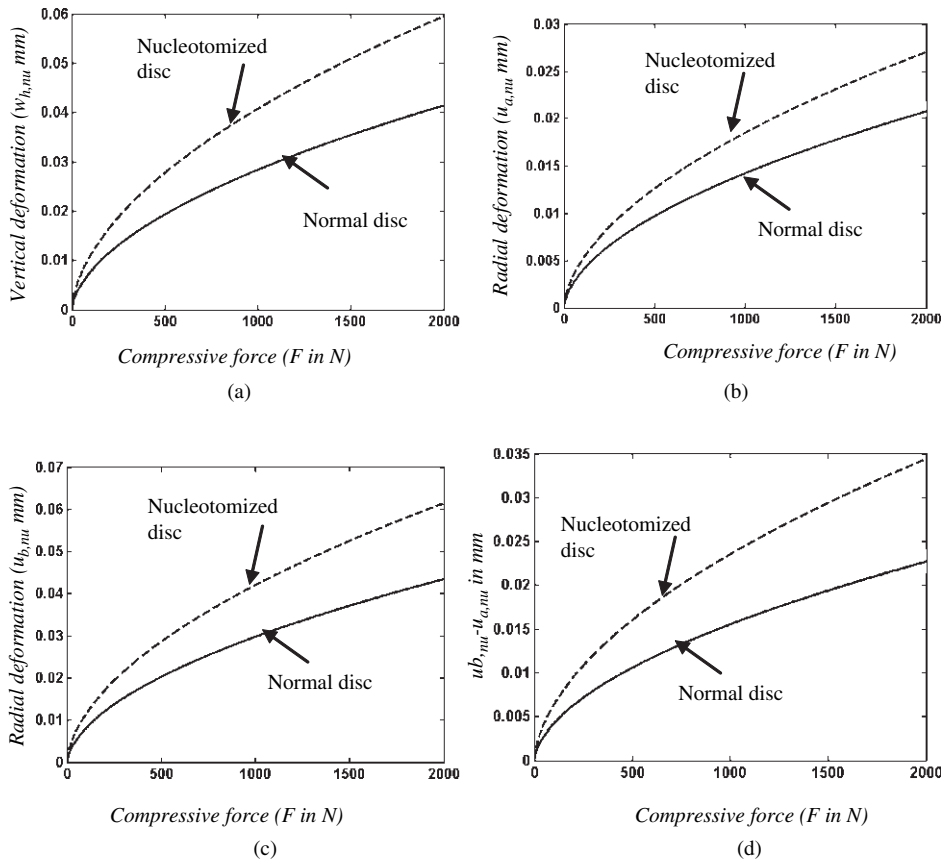 0.06
0.05
0.04
0.03
0.02
0.01
0
Vertical deformation (w_h,nu mm)
Nucleotomized
disc
Normal disc
0 500 1000 1500 2000
Compressive force (F in N)
(a)
0.03
0.025
0.02
0.015
0.01
0.005
0
Radial deformation (u_a,nu mm)
Nucleotomized
disc
Normal disc
0 500 1000 1500 2000
Compressive force (F in N)
(b)
0.07
0.06
0.05
0.04
0.03
0.02
0.01
0
Radial deformation (u_b,nu mm)
Nucleotomized
disc
Normal disc
0 500 1000 1500 2000
Compressive force (F in N)
(c)
0.035
0.03
0.025
0.02
0.015
0.01
0.005
0
ub,nu-u_a,nu in mm
Nucleotomized
disc
Normal disc
0 500 1000 1500 2000
Compressive force (F in N)
(d)